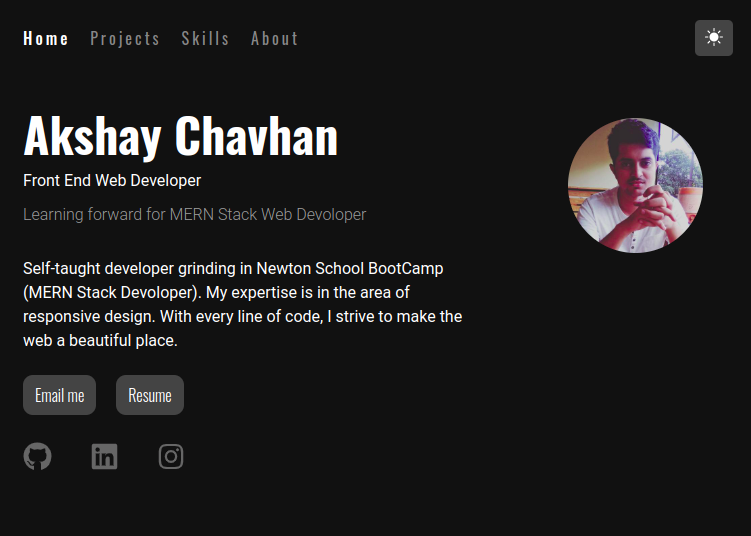 Home Projects Skills About
Akshay Chavhan
Front End Web Developer
Learning forward for MERN Stack Web Devoloper
Self-taught developer grinding in Newton School BootCamp
(MERN Stack Devoloper). My expertise is in the area of
responsive design. With every line of code, I strive to make the
web a beautiful place.
Email me Resume
in